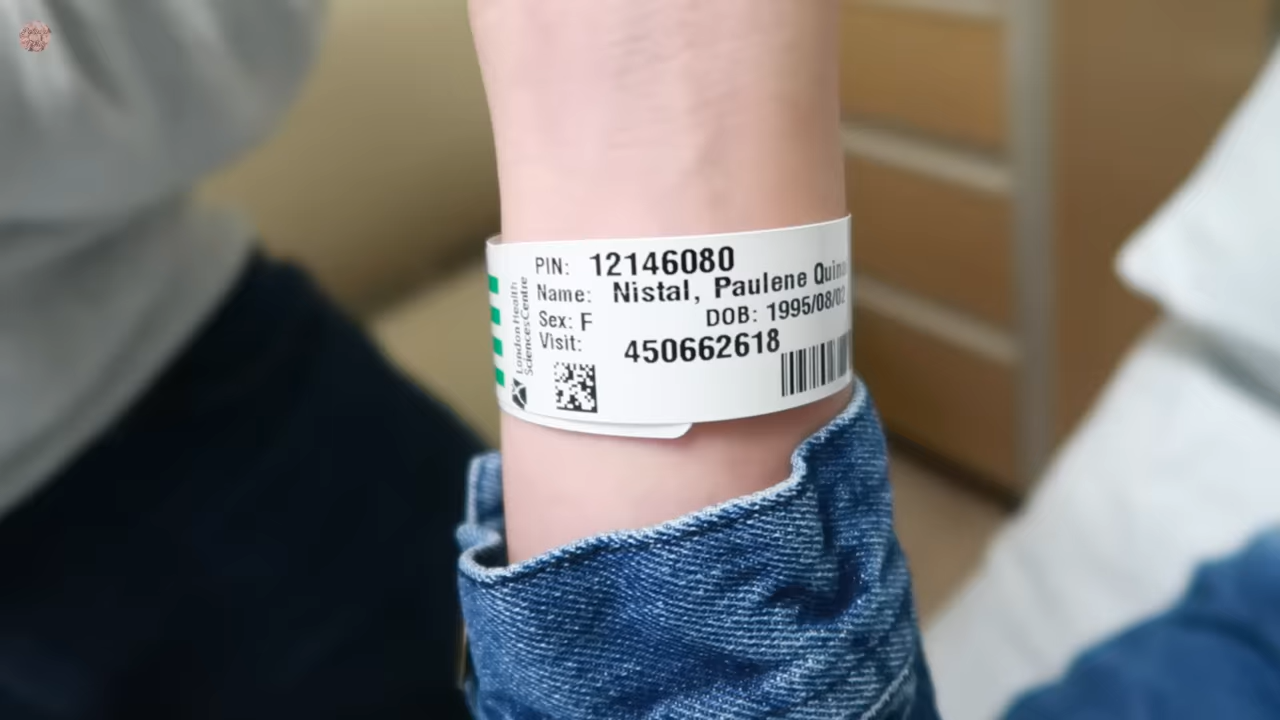 PIN: 12146080
Name: Nistal, Paulene
Sex: F DOB: 1995/08/02
Visit: 450662618
London Health
Sciences Centre